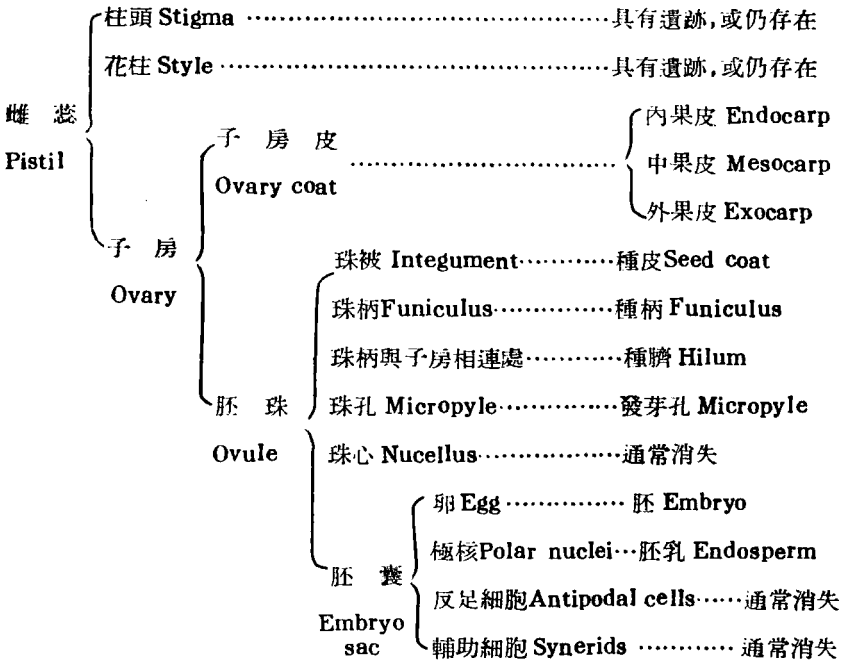 柱頭 Stigma ……………………………………具有遺跡,或仍存在
花柱 Style ……………………………………具有遺跡,或仍存在
雌蕊
Pistil
子房皮
Ovary coat ……………………
內果皮 Endocarp
中果皮 Mesocarp
外果皮 Exocarp
子房
Ovary
珠被 Integument…………種皮Seed coat
珠柄Funiculus……………種柄 Funiculus
珠柄與子房相連處…………種臍 Hilum
胚珠
Ovule
珠孔 Micropyle……………發芽孔 Micropyle
珠心 Nucellus………………通常消失
卵 Egg …………… 胚 Embryo
極核Polar nuclei…胚乳 Endosperm
胚囊
Embryo
sac
反足細胞Antipodal cells……通常消失
輔助細胞 Synerids ………… 通常消失